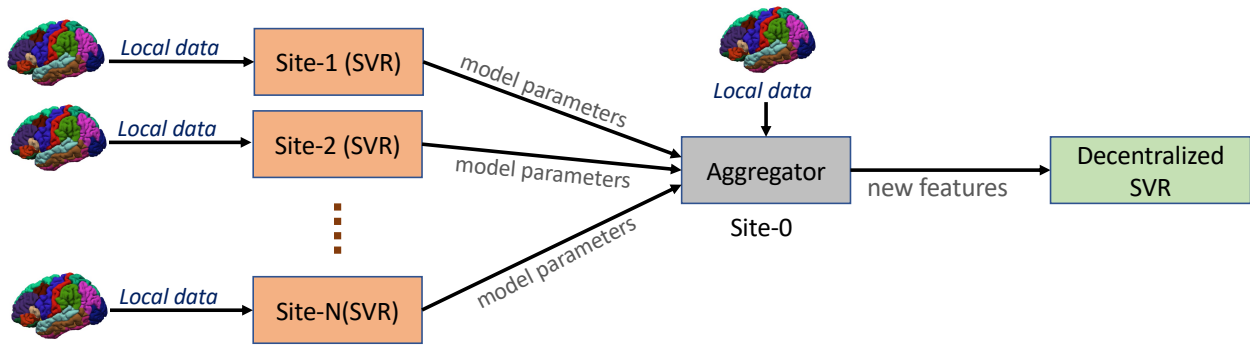 Local data
Site-1 (SVR)
model parameters
Local data
Local data
Site-2 (SVR)
model parameters
Aggregator
Site-0
new features
Decentralized
SVR
Local data
Site-N(SVR)
model parameters